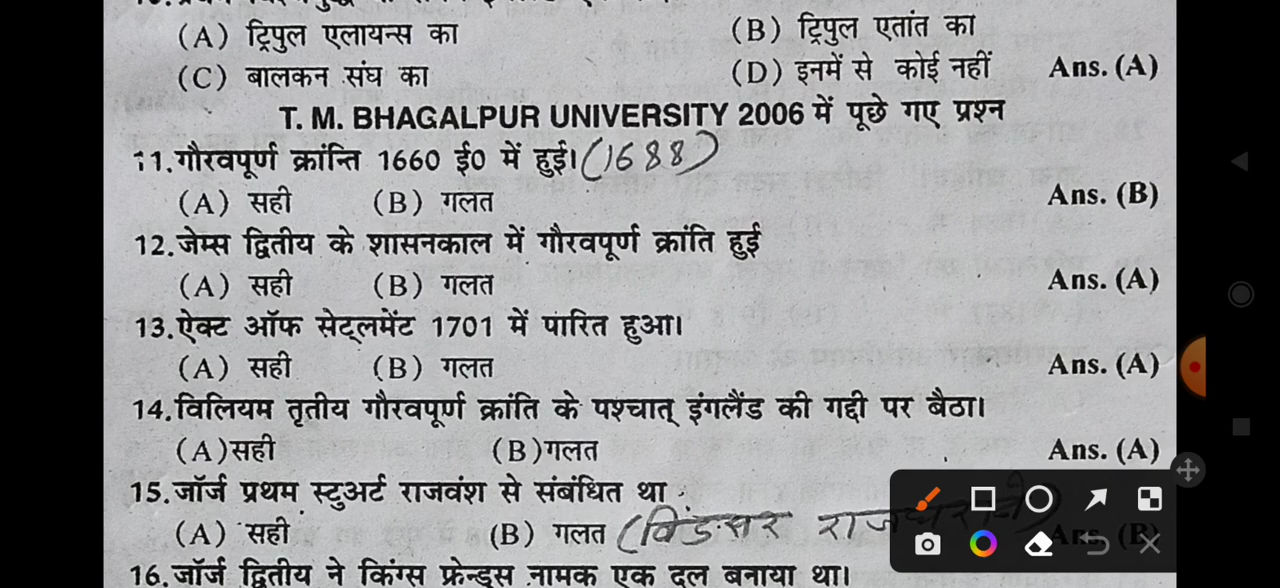 (A) ट्रिपुल एलायन्स का (B) ट्रिपुल एतांत का
(C) बालकन संघ का (D) इनमें से कोई नहीं Ans. (A)
T. M. BHAGALPUR UNIVERSITY 2006 में पूछे गए प्रश्न
11. गौरवपूर्ण क्रांन्ति 1660 ई० में हुई। (1688)
(A) सही (B) गलत Ans. (B)
12. जेम्स द्वितीय के शासनकाल में गौरवपूर्ण क्रांति हुई
(A) सही (B) गलत Ans. (A)
13. ऐक्ट ऑफ सेट्लमेंट 1701 में पारित हुआ।
(A) सही (B) गलत Ans. (A)
14. विलियम तृतीय गौरवपूर्ण क्रांति के पश्चात् इंगलैंड की गद्दी पर बैठा।
(A) सही (B) गलत Ans. (A)
15. जॉर्ज प्रथम स्टुअर्ट राजवंश से संबंधित था
(A) सही (B) गलत (विंडसर Ans. (B)
16. जॉर्ज द्वितीय ने किंग्स फ्रेन्ड्स नामक एक दल बनाया था।